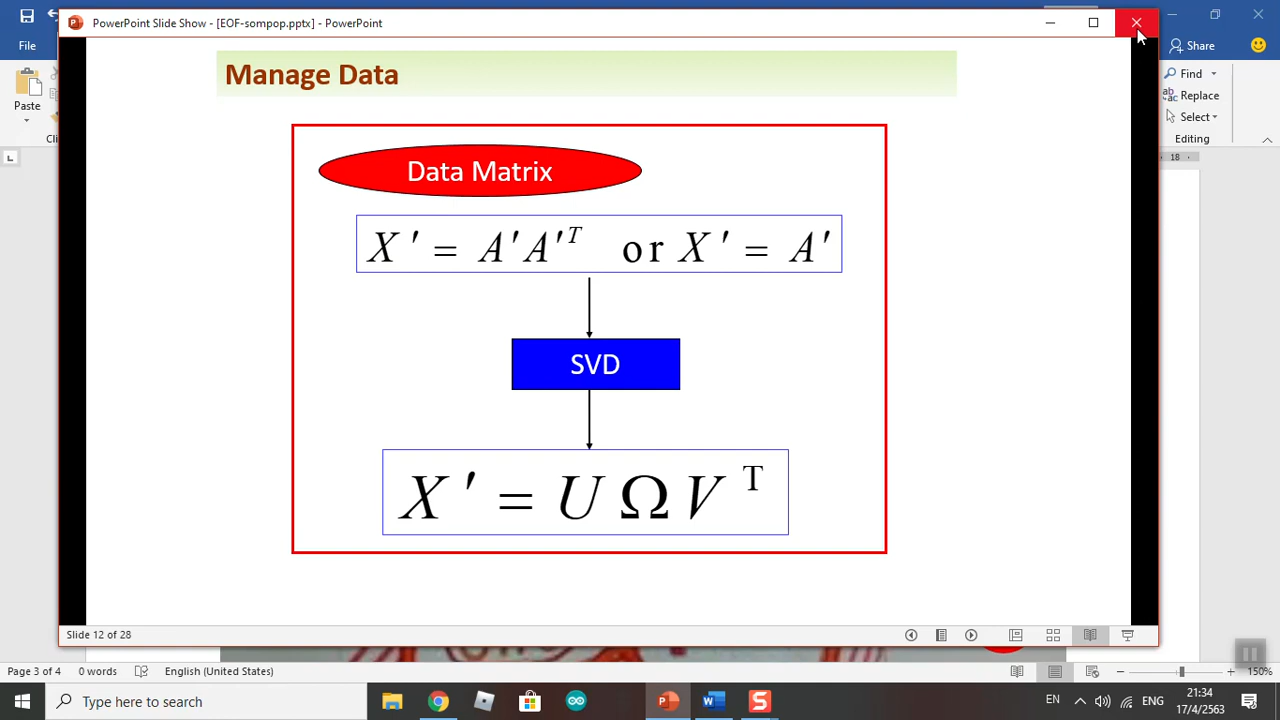 PowerPoint Slide Show - [EOF-sompop.pptx] - PowerPoint
File
Share
Paste
Find
Replace
Select
Editing
18
Manage Data
Data Matrix
X' = A'A'ᵀ or X' = A'
SVD
X' = U Ω V ᵀ
Slide 12 of 28
Page 3 of 4 0 words English (United States)
150%
Type here to search
EN
ENG
21:34
17/4/2563